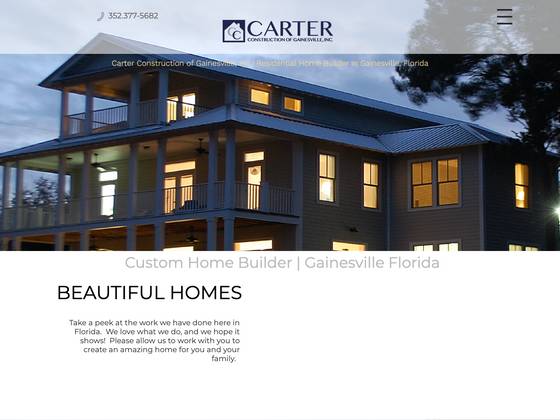 352.377-5682
CARTER
CONSTRUCTION OF GAINESVILLE, INC.
Carter Construction of Gainesville, Inc. | Residential Home Builder in Gainesville, Florida
Custom Home Builder | Gainesville Florida
BEAUTIFUL HOMES
Take a peek at the work we have done here in
Florida.  We love what we do, and we hope it
shows!  Please allow us to work with you to
create an amazing home for you and your
family.